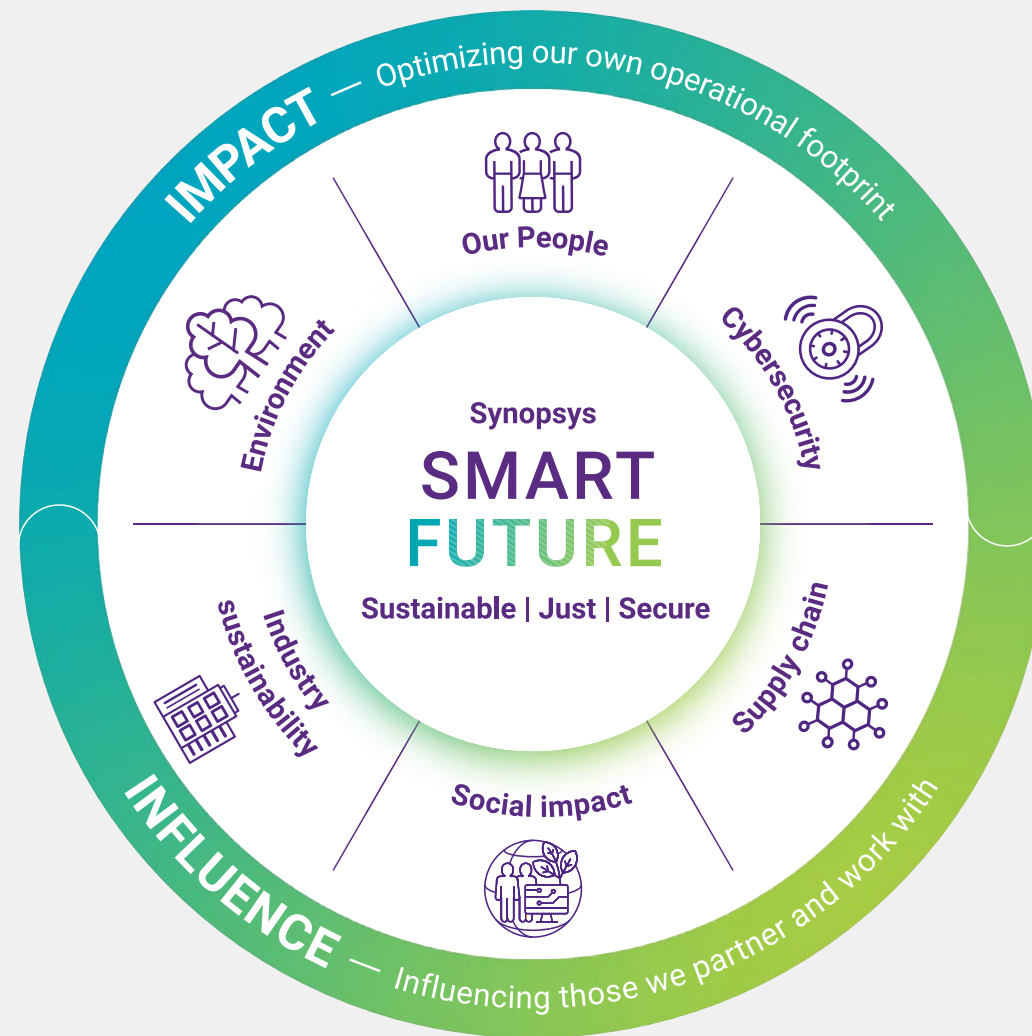 IMPACT — Optimizing our own operational footprint
Our People
Environment
Cybersecurity
Synopsys
SMART
FUTURE
Sustainable | Just | Secure
Industry
sustainability
Supply chain
Social impact
INFLUENCE — Influencing those we partner and work with